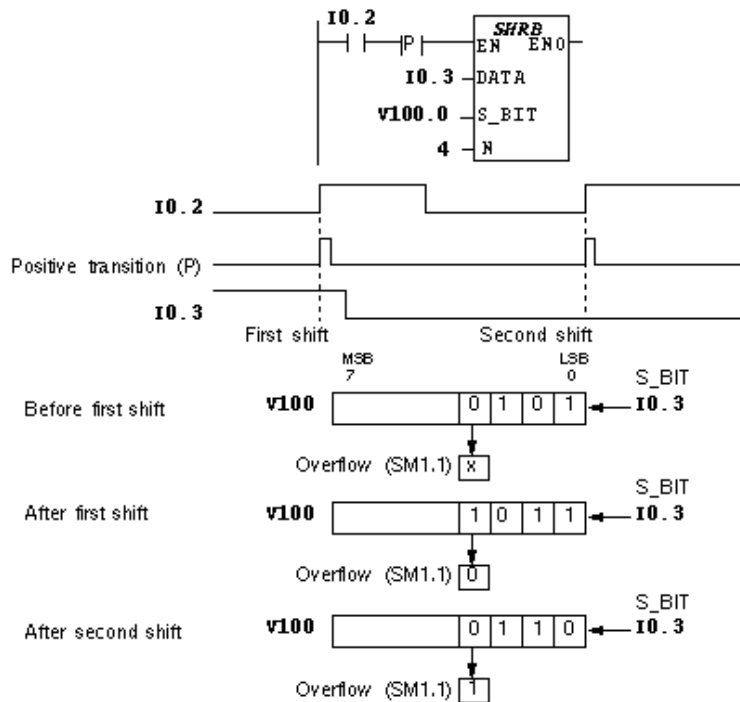 I0.2
P
SHRB
EN ENO
I0.3 DATA
V100.0 S_BIT
4 N
I0.2
Positive transition (P)
I0.3
First shift Second shift
MSB LSB
7 0
S_BIT
Before first shift V100 0 1 0 1 I0.3
Overflow (SM1.1) x
S_BIT
After first shift V100 1 0 1 1 I0.3
Overflow (SM1.1) 0
S_BIT
After second shift V100 0 1 1 0 I0.3
Overflow (SM1.1) 1